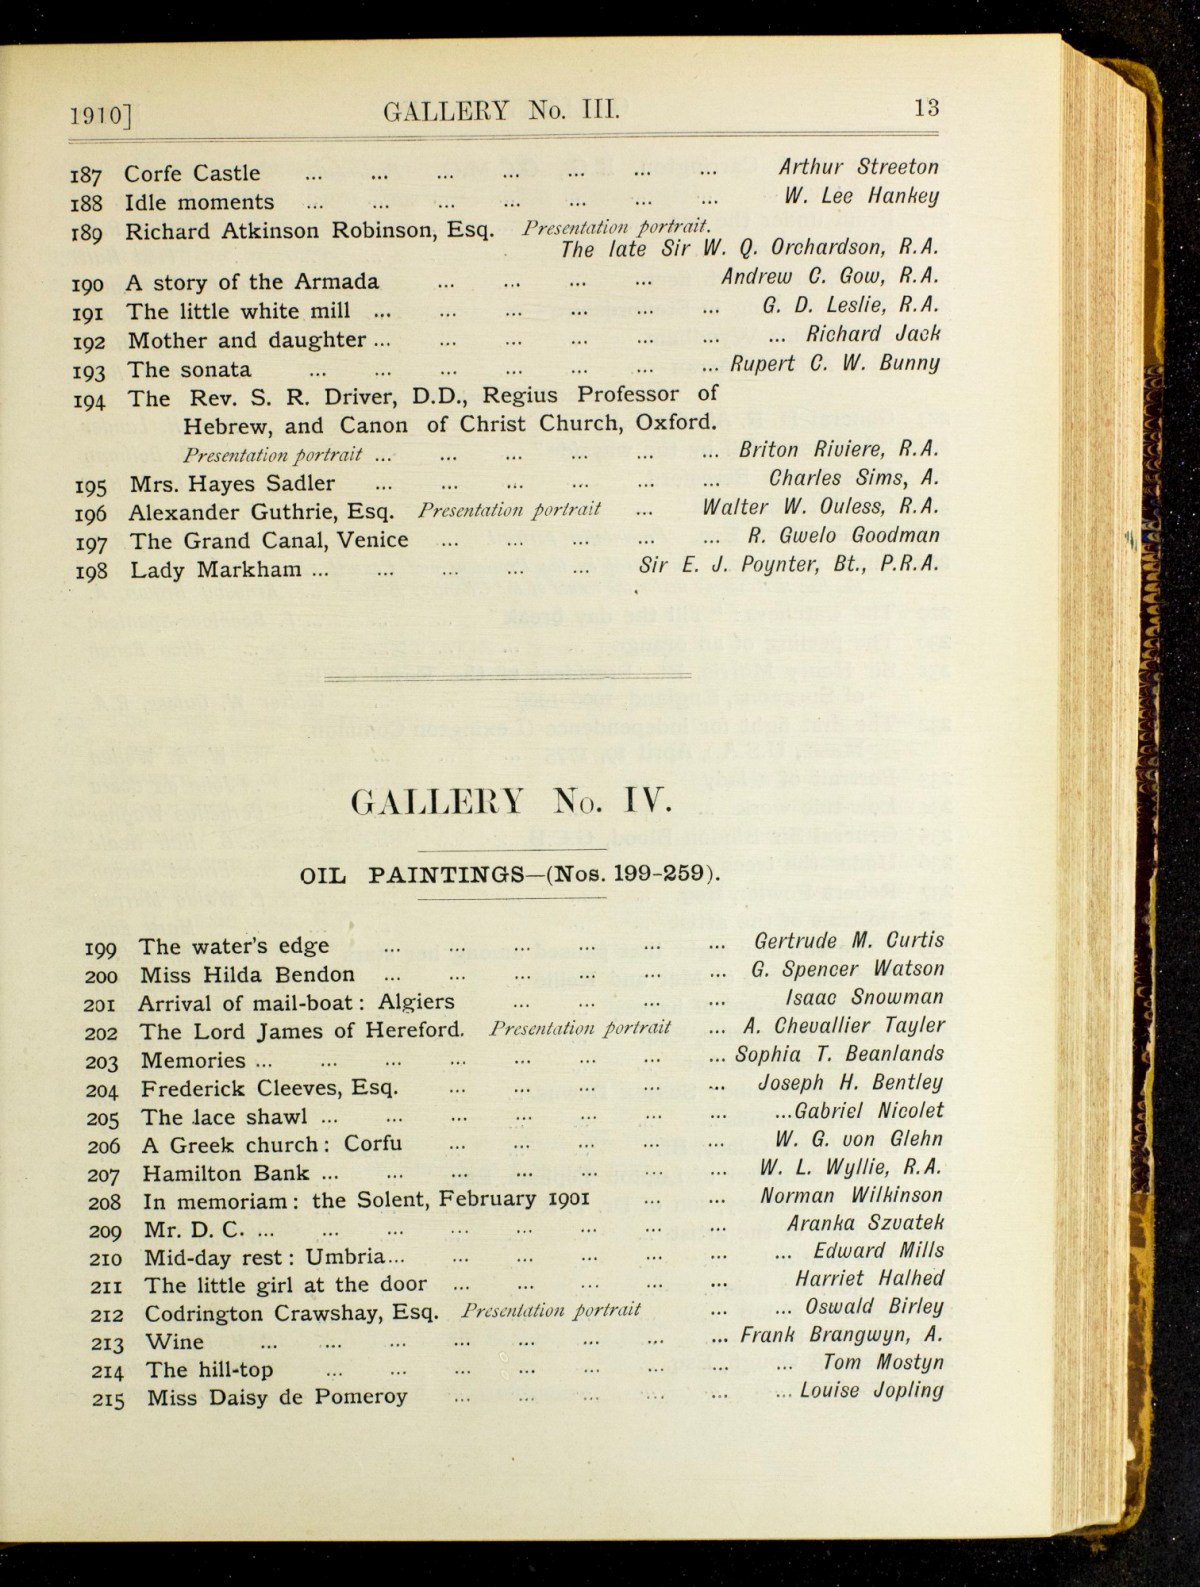 1910] GALLERY No. III. 13
187 Corfe Castle ... ... ... ... ... ... ... Arthur Streeton
188 Idle moments ... ... ... ... ... ... ... W. Lee Hankey
189 Richard Atkinson Robinson, Esq. Presentation portrait.
The late Sir W. Q. Orchardson, R.A.
190 A story of the Armada ... ... ... ... Andrew C. Gow, R.A.
191 The little white mill ... ... ... ... ... ... G. D. Leslie, R.A.
192 Mother and daughter ... ... ... ... ... ... ... Richard Jack
193 The sonata ... ... ... ... ... ... ... Rupert C. W. Bunny
194 The Rev. S. R. Driver, D.D., Regius Professor of
Hebrew, and Canon of Christ Church, Oxford.
Presentation portrait ... ... ... ... ... ... Briton Riviere, R.A.
195 Mrs. Hayes Sadler ... ... ... ... ... ... Charles Sims, A.
196 Alexander Guthrie, Esq. Presentation portrait ... Walter W. Ouless, R.A.
197 The Grand Canal, Venice ... ... ... ... ... R. Gwelo Goodman
198 Lady Markham ... ... ... ... ... Sir E. J. Poynter, Bt., P.R.A.
GALLERY No. IV.
OIL PAINTINGS—(Nos. 199-259).
199 The water's edge ... ... ... ... ... ... Gertrude M. Curtis
200 Miss Hilda Bendon ... ... ... ... ... ... G. Spencer Watson
201 Arrival of mail-boat: Algiers ... ... ... ... Isaac Snowman
202 The Lord James of Hereford. Presentation portrait ... A. Chevallier Tayler
203 Memories ... ... ... ... ... ... ... ... Sophia T. Beanlands
204 Frederick Cleeves, Esq. ... ... ... ... ... Joseph H. Bentley
205 The lace shawl ... ... ... ... ... ... ... ...Gabriel Nicolet
206 A Greek church: Corfu ... ... ... ... ... W. G. von Glehn
207 Hamilton Bank ... ... ... ... ... ... ... W. L. Wyllie, R.A.
208 In memoriam: the Solent, February 1901 ... ... Norman Wilkinson
209 Mr. D. C. ... ... ... ... ... ... ... ... Aranka Szvatek
210 Mid-day rest: Umbria... ... ... ... ... ... ... Edward Mills
211 The little girl at the door ... ... ... ... ... Harriet Halhed
212 Codrington Crawshay, Esq. Presentation portrait ... ... Oswald Birley
213 Wine ... ... ... ... ... ... ... ... Frank Brangwyn, A.
214 The hill-top ... ... ... ... ... ... ... ... Tom Mostyn
215 Miss Daisy de Pomeroy ... ... ... ... ... ... Louise Jopling